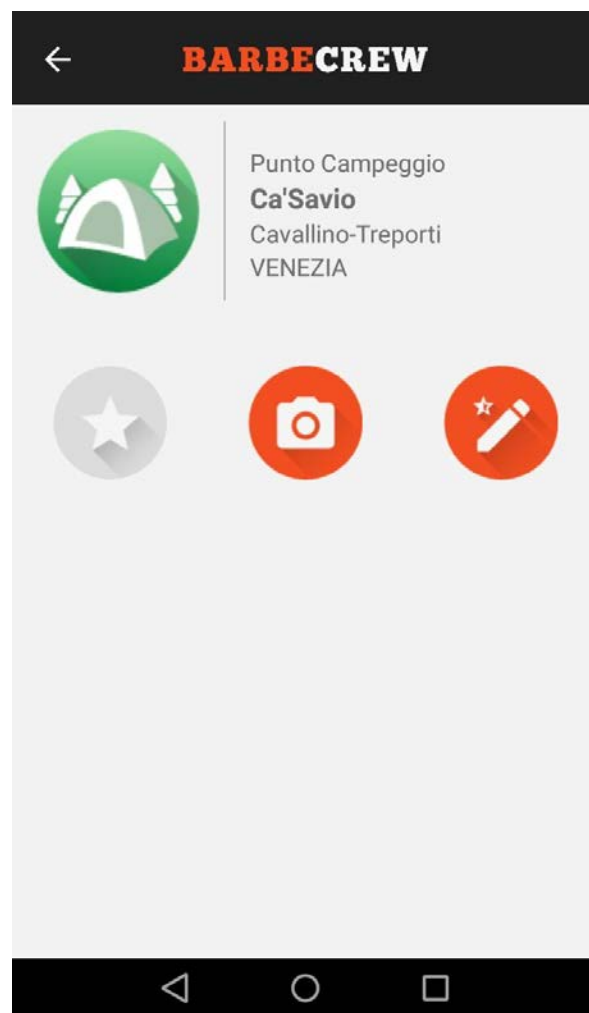 BARBECREW
Punto Campeggio
Ca'Savio
Cavallino-Treporti
VENEZIA